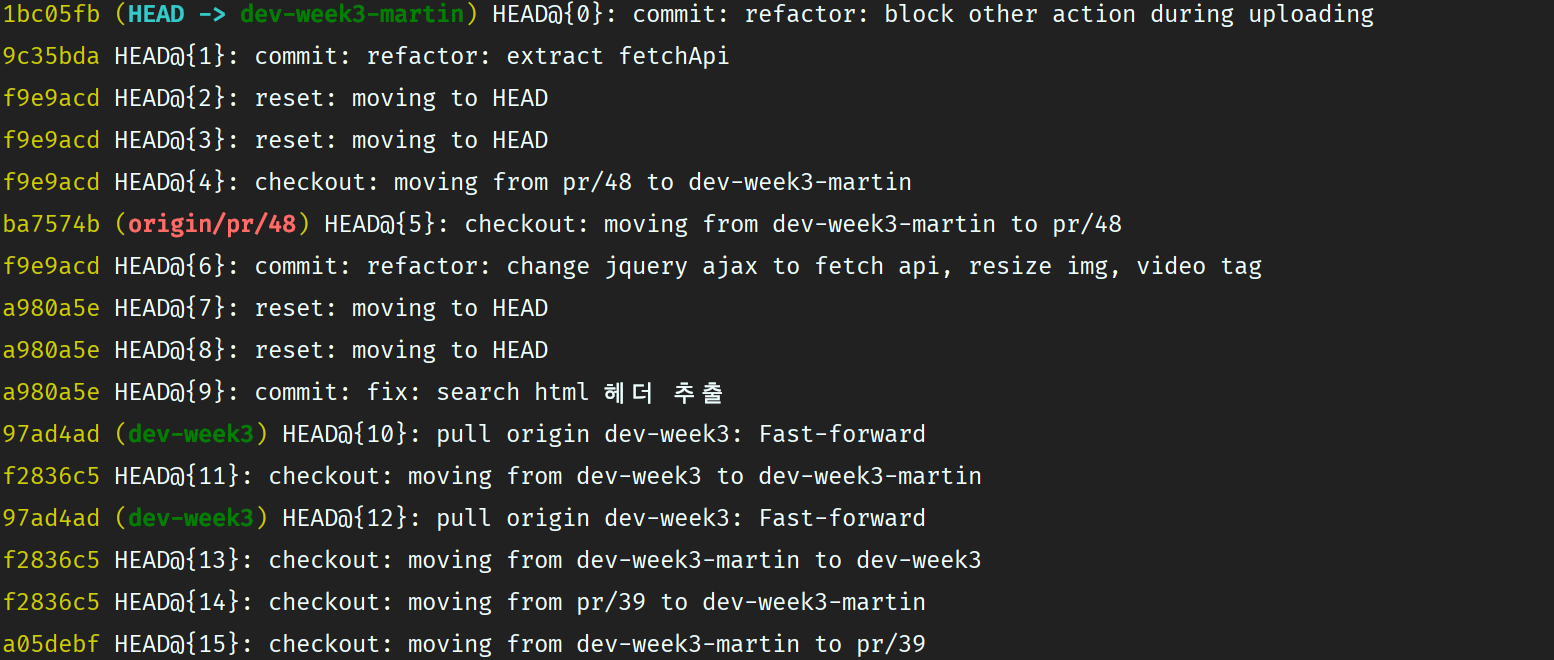 1bc05fb (HEAD -> dev-week3-martin) HEAD@{0}: commit: refactor: block other action during uploading
9c35bda HEAD@{1}: commit: refactor: extract fetchApi
f9e9acd HEAD@{2}: reset: moving to HEAD
f9e9acd HEAD@{3}: reset: moving to HEAD
f9e9acd HEAD@{4}: checkout: moving from pr/48 to dev-week3-martin
ba7574b (origin/pr/48) HEAD@{5}: checkout: moving from dev-week3-martin to pr/48
f9e9acd HEAD@{6}: commit: refactor: change jquery ajax to fetch api, resize img, video tag
a980a5e HEAD@{7}: reset: moving to HEAD
a980a5e HEAD@{8}: reset: moving to HEAD
a980a5e HEAD@{9}: commit: fix: search html 헤더 추출
97ad4ad (dev-week3) HEAD@{10}: pull origin dev-week3: Fast-forward
f2836c5 HEAD@{11}: checkout: moving from dev-week3 to dev-week3-martin
97ad4ad (dev-week3) HEAD@{12}: pull origin dev-week3: Fast-forward
f2836c5 HEAD@{13}: checkout: moving from dev-week3-martin to dev-week3
f2836c5 HEAD@{14}: checkout: moving from pr/39 to dev-week3-martin
a05debf HEAD@{15}: checkout: moving from dev-week3-martin to pr/39